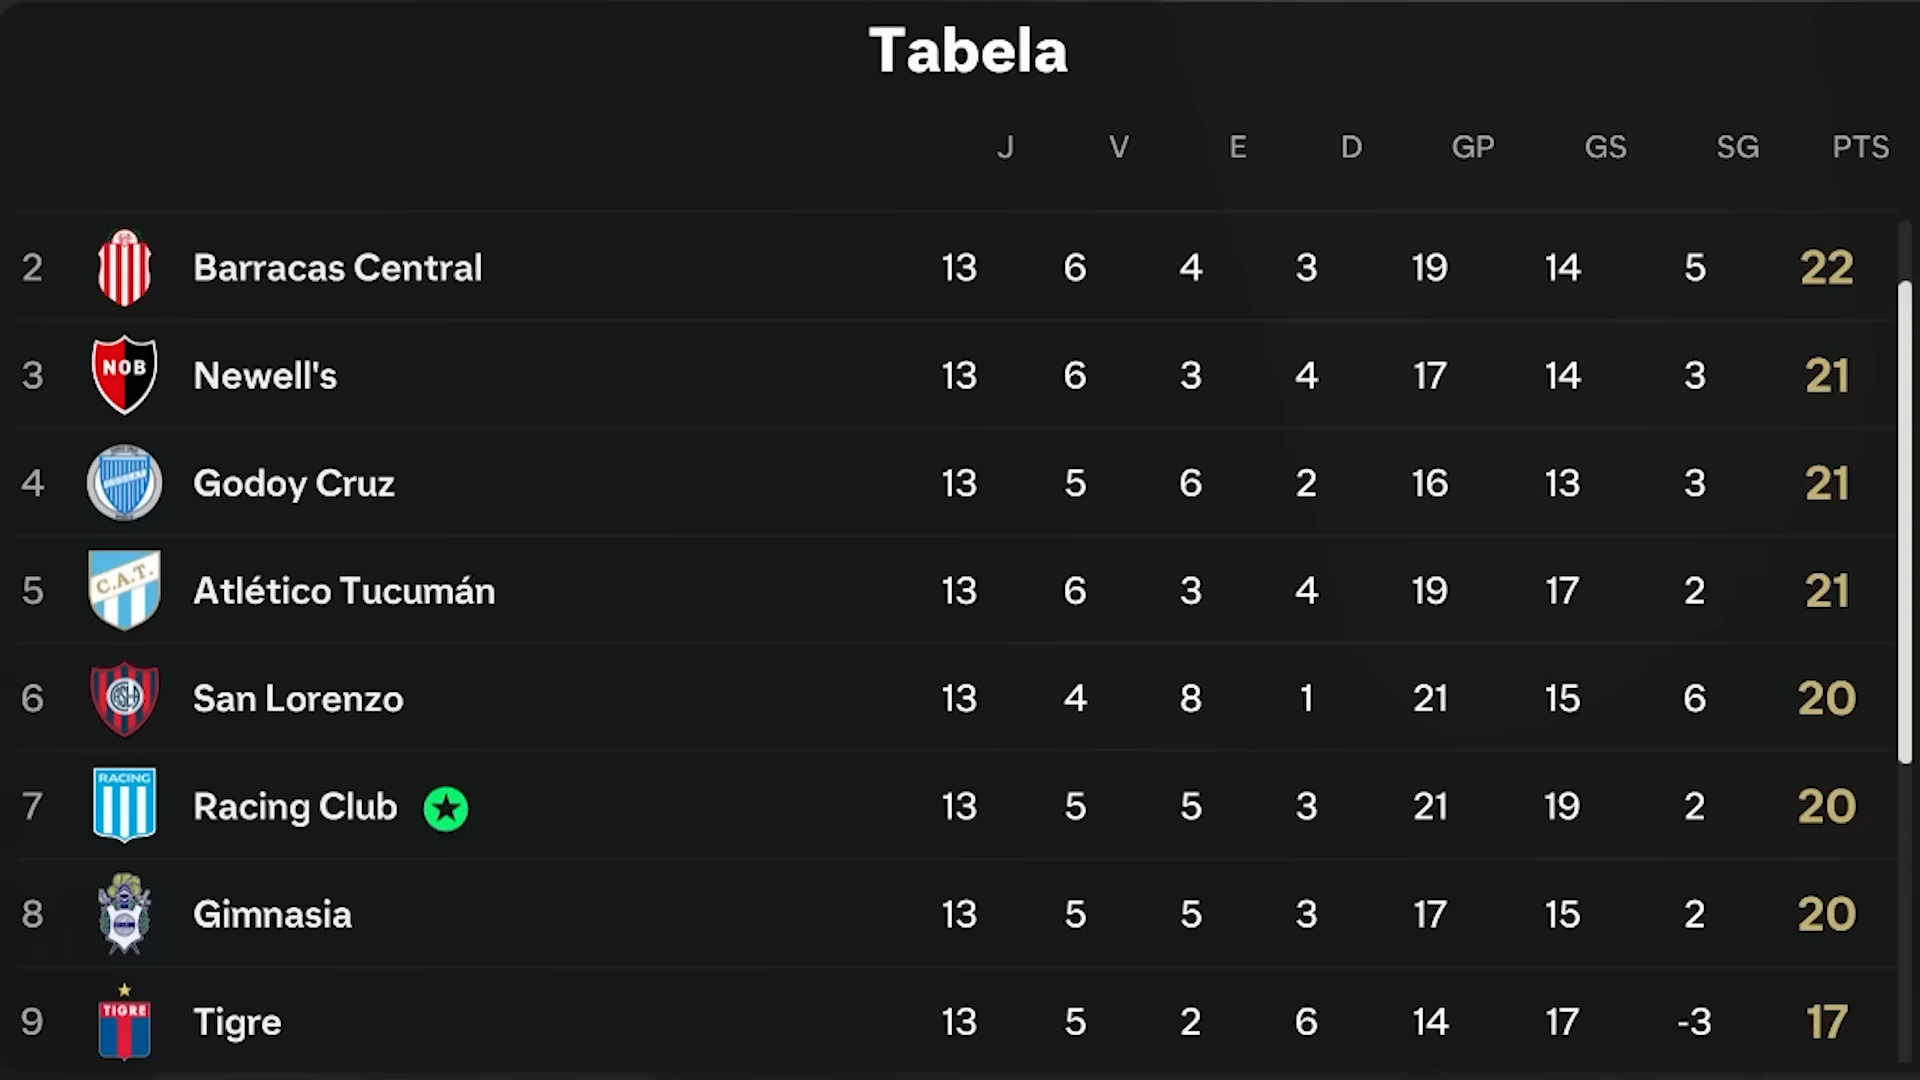 Tabela
J V E D GP GS SG PTS
2 Barracas Central 13 6 4 3 19 14 5 22
3 NOB Newell's 13 6 3 4 17 14 3 21
4 Godoy Cruz 13 5 6 2 16 13 3 21
5 C.A.T. Atlético Tucumán 13 6 3 4 19 17 2 21
6 San Lorenzo 13 4 8 1 21 15 6 20
7 RACING Racing Club 13 5 5 3 21 19 2 20
8 Gimnasia 13 5 5 3 17 15 2 20
9 TIGRE Tigre 13 5 2 6 14 17 -3 17